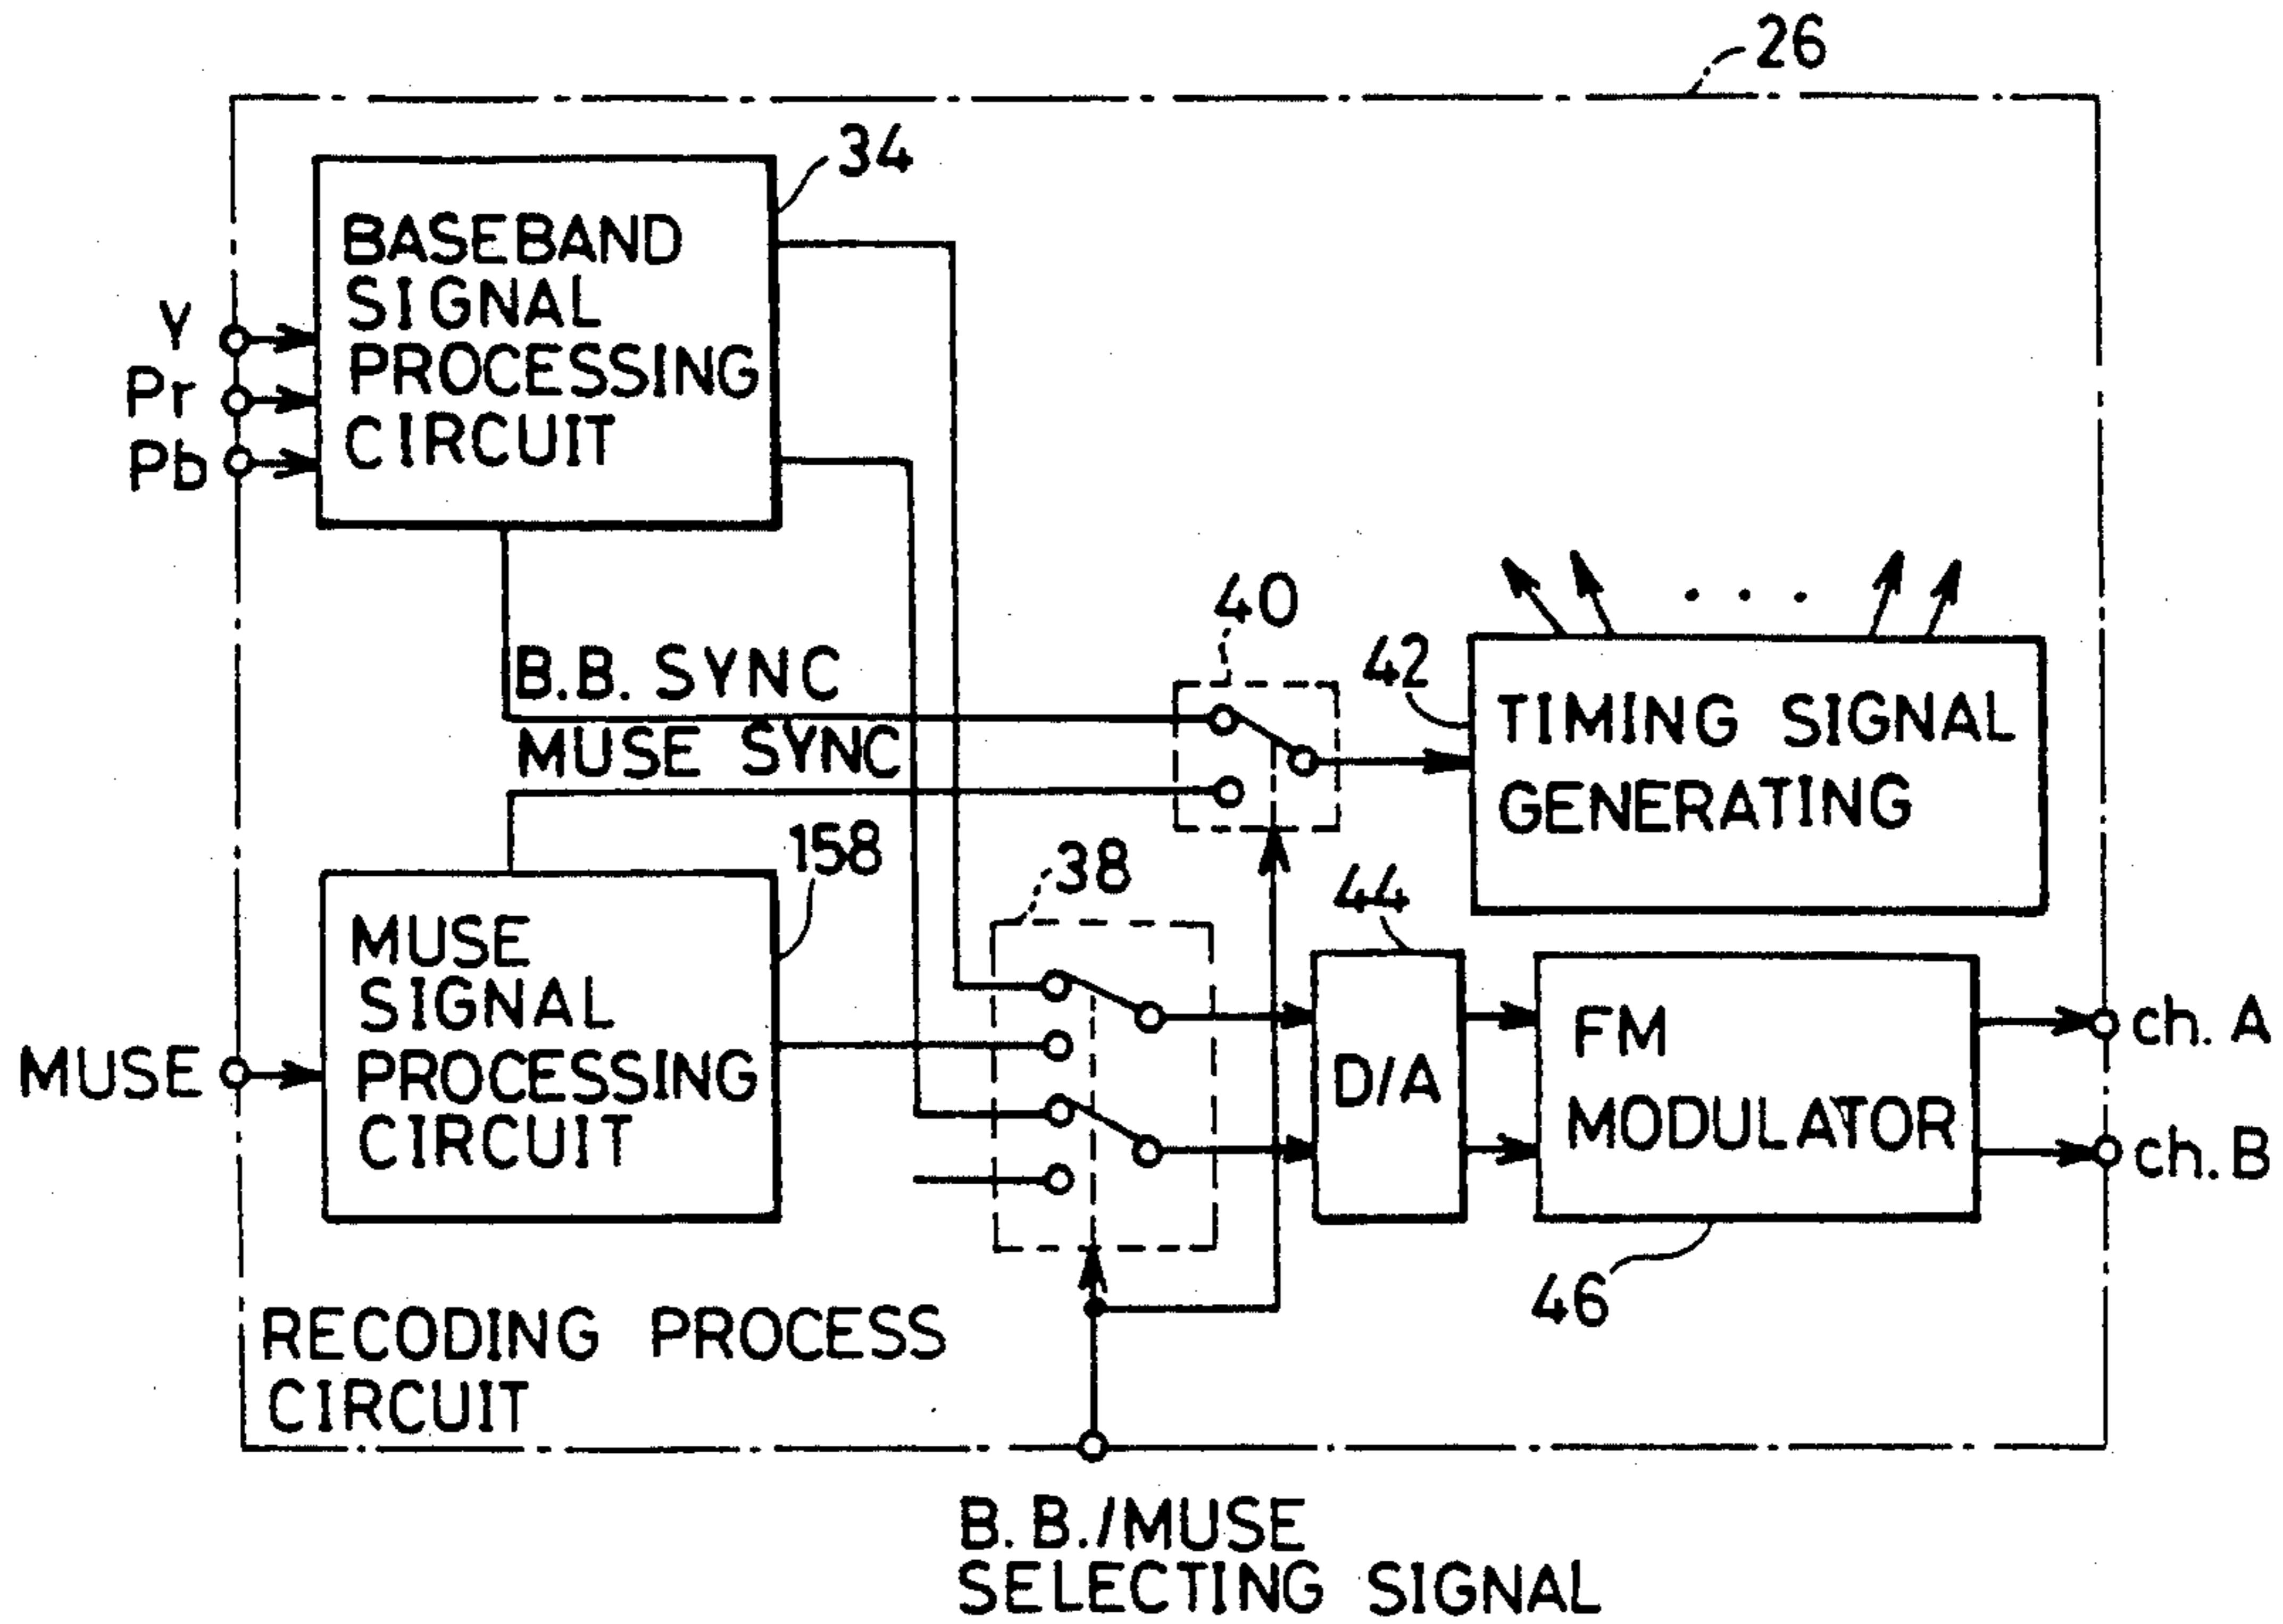 26
34
BASEBAND
SIGNAL
PROCESSING
CIRCUIT
Y
Pr
Pb
B.B. SYNC
MUSE SYNC
40
42
TIMING SIGNAL
GENERATING
158
MUSE
SIGNAL
PROCESSING
CIRCUIT
MUSE
38
44
D/A
FM
MODULATOR
46
ch. A
ch. B
RECODING PROCESS
CIRCUIT
B.B./MUSE
SELECTING SIGNAL